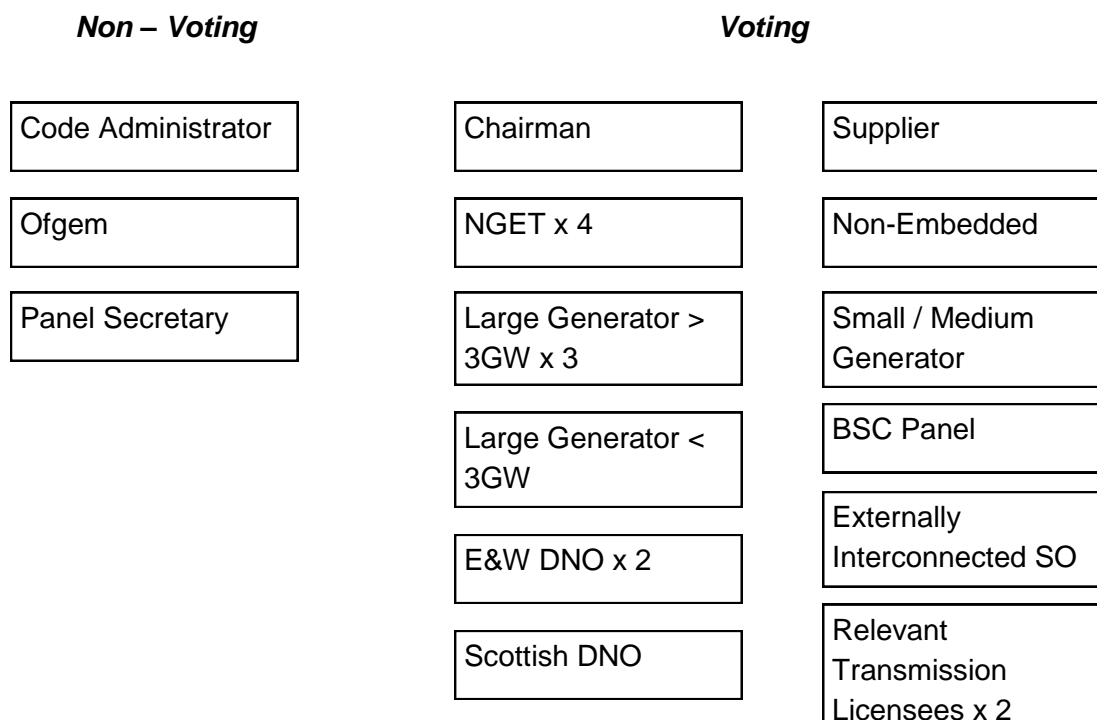 Non – Voting
Voting
Code Administrator
Ofgem
Panel Secretary
Chairman
NGET x 4
Large Generator >
3GW x 3
Large Generator <
3GW
E&W DNO x 2
Scottish DNO
Supplier
Non-Embedded
Small / Medium
Generator
BSC Panel
Externally
Interconnected SO
Relevant
Transmission
Licensees x 2